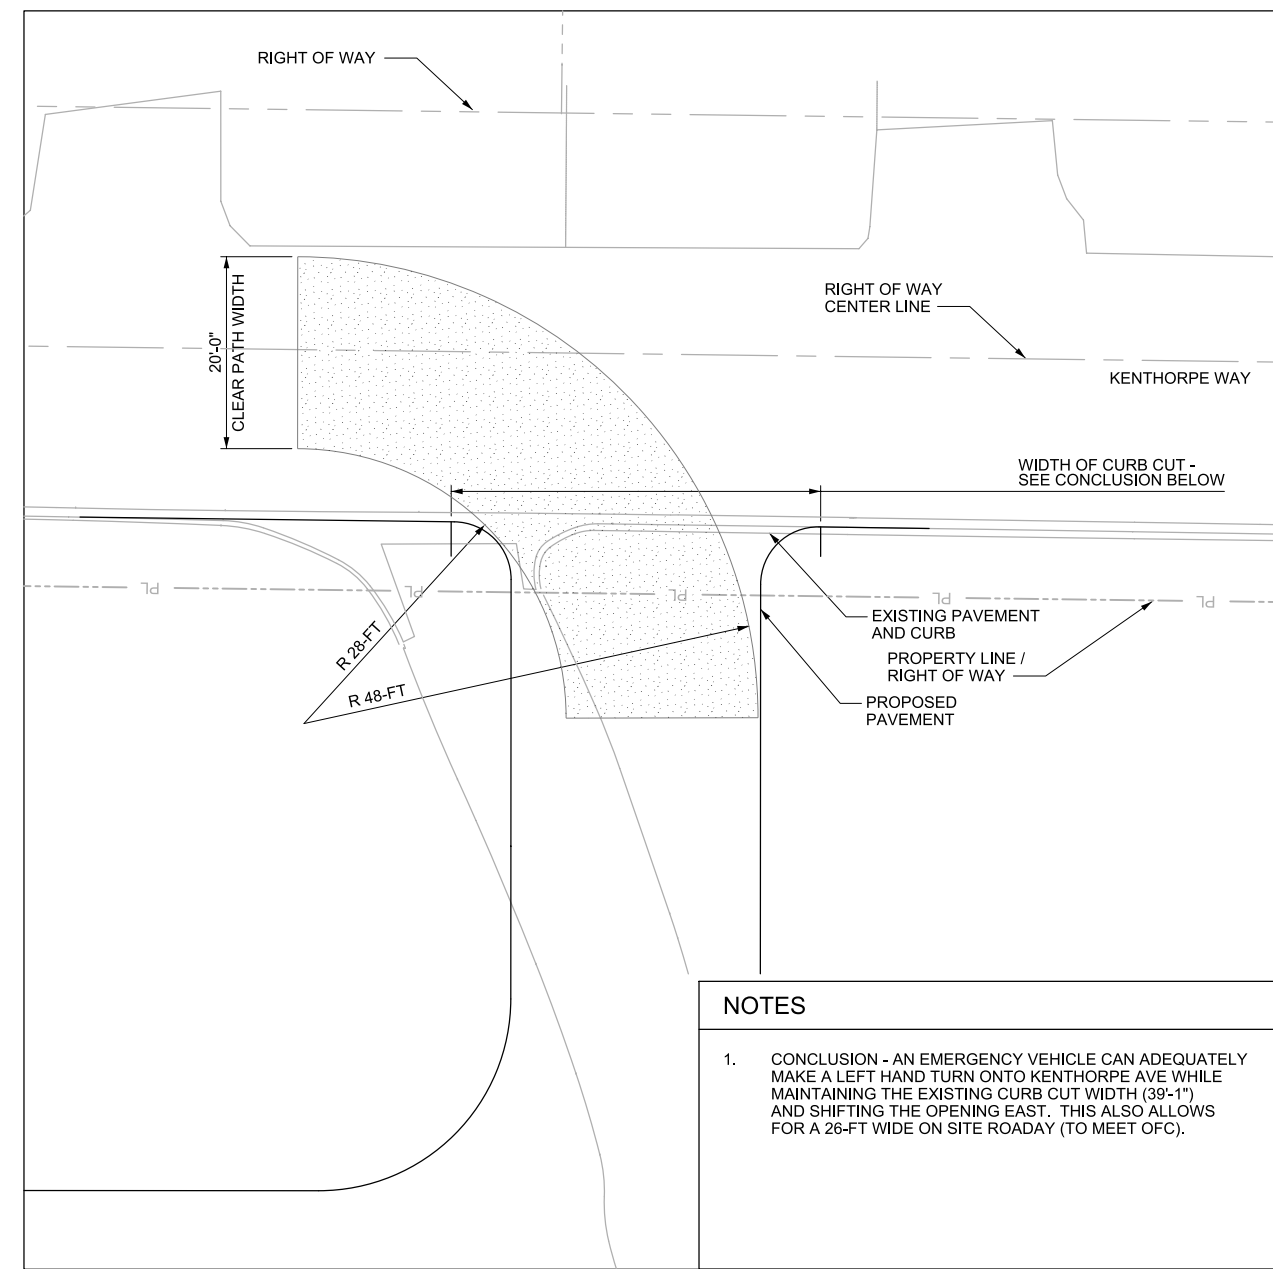 RIGHT OF WAY
20'-0"
CLEAR PATH WIDTH
RIGHT OF WAY
CENTER LINE
KENTHORPE WAY
WIDTH OF CURB CUT -
SEE CONCLUSION BELOW
PL
PL
PL
PL
PL
EXISTING PAVEMENT
AND CURB
PROPERTY LINE /
RIGHT OF WAY
R 28-FT
R 48-FT
PROPOSED
PAVEMENT
NOTES
1. CONCLUSION - AN EMERGENCY VEHICLE CAN ADEQUATELY
MAKE A LEFT HAND TURN ONTO KENTHORPE AVE WHILE
MAINTAINING THE EXISTING CURB CUT WIDTH (39'-1")
AND SHIFTING THE OPENING EAST. THIS ALSO ALLOWS
FOR A 26-FT WIDE ON SITE ROADAY (TO MEET OFC).